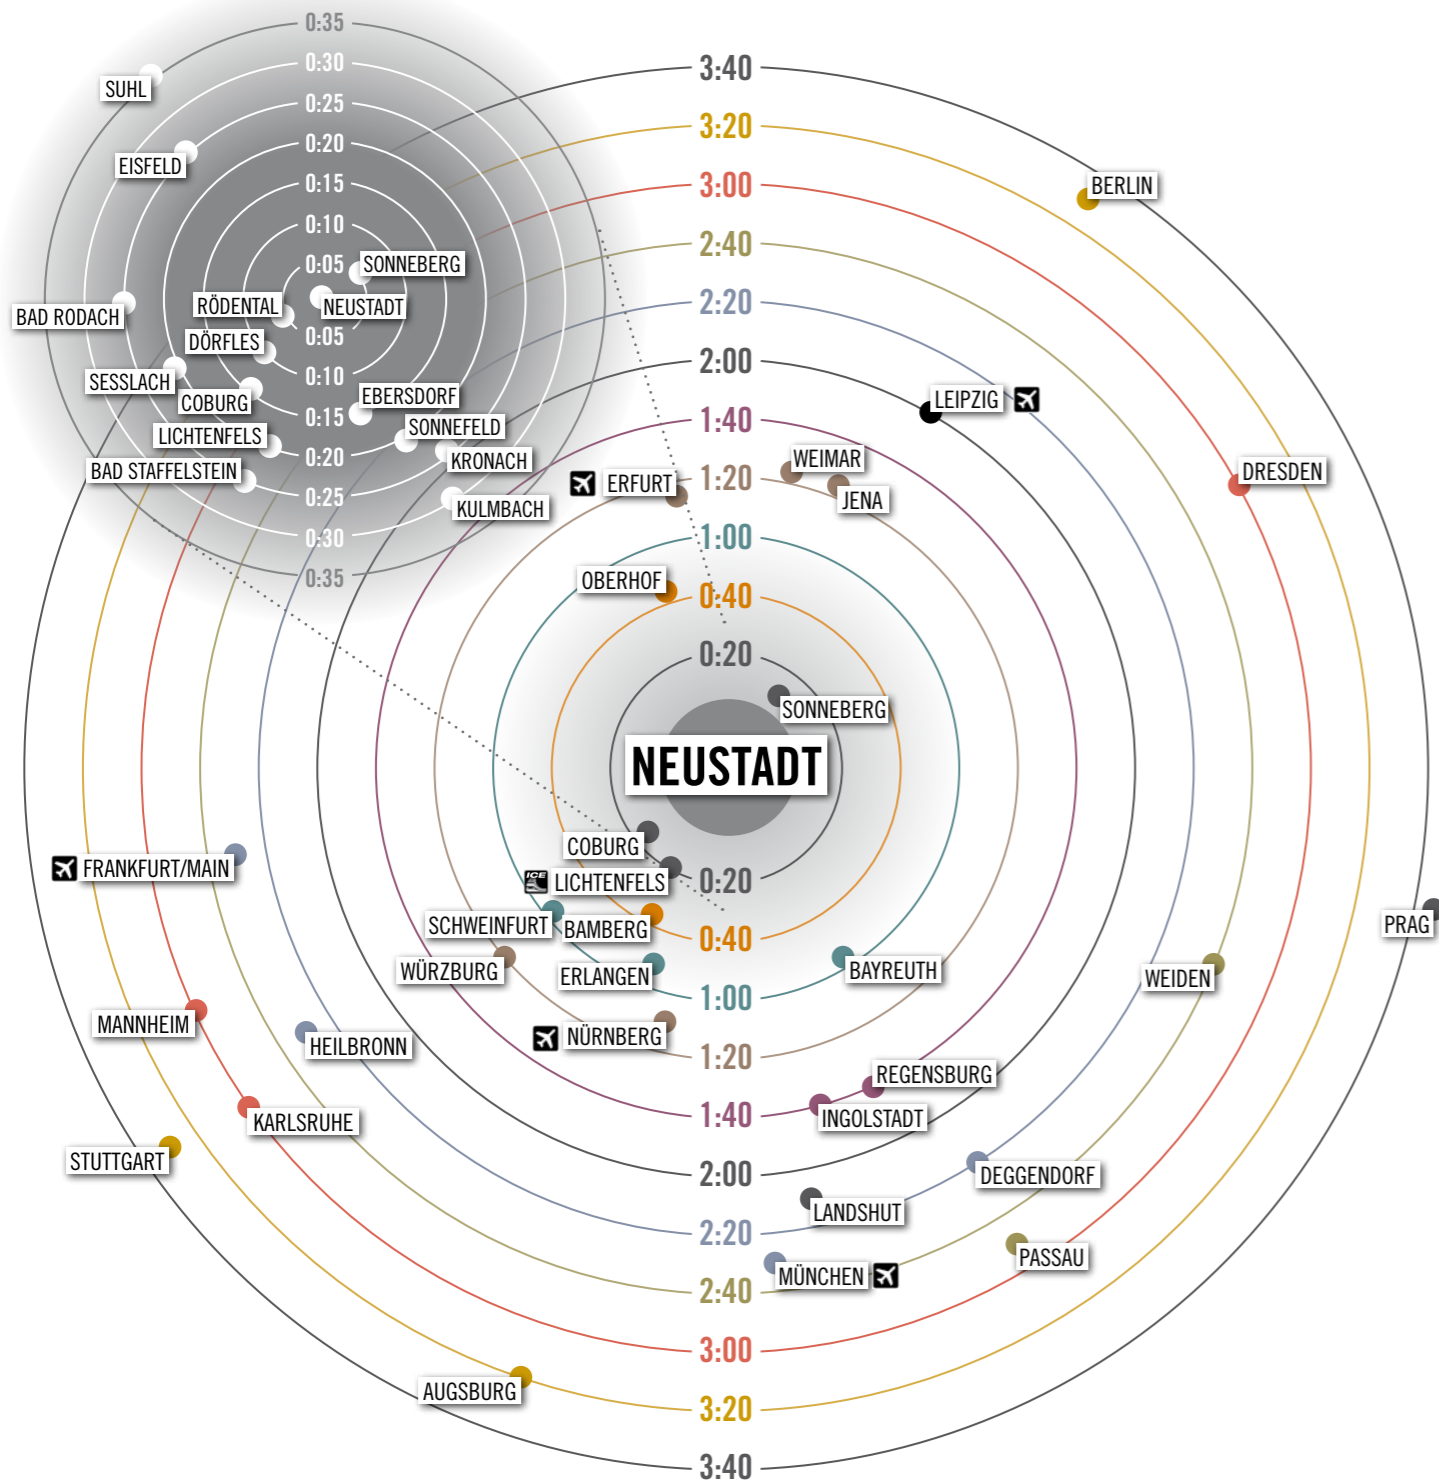 0:35
0:30
0:25
0:20
0:15
0:10
0:05
SUHL
EISFELD
SONNEBERG
RÖDENTAL
NEUSTADT
BAD RODACH
DÖRFLES
SESSLACH
COBURG
EBERSDORF
SONNEFELD
LICHTENFELS
KRONACH
BAD STAFFELSTEIN
KULMBACH
0:05
0:10
0:15
0:20
0:25
0:30
0:35
3:40
3:20
3:00
2:40
2:20
2:00
1:40
1:20
1:00
0:40
0:20
BERLIN
LEIPZIG
DRESDEN
WEIMAR
ERFURT
JENA
OBERHOF
SONNEBERG
NEUSTADT
COBURG
FRANKFURT/MAIN
ICE
LICHTENFELS
SCHWEINFURT
BAMBERG
PRAG
WÜRZBURG
ERLANGEN
BAYREUTH
WEIDEN
MANNHEIM
HEILBRONN
NÜRNBERG
REGENSBURG
KARLSRUHE
INGOLSTADT
STUTTGART
DEGGENDORF
LANDSHUT
PASSAU
MÜNCHEN
AUGSBURG
0:20
0:40
1:00
1:20
1:40
2:00
2:20
2:40
3:00
3:20
3:40